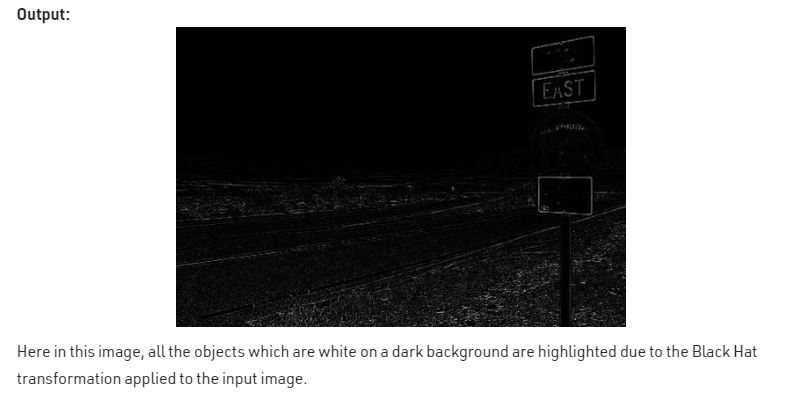 Output:
EAST
Here in this image, all the objects which are white on a dark background are highlighted due to the Black Hat
transformation applied to the input image.